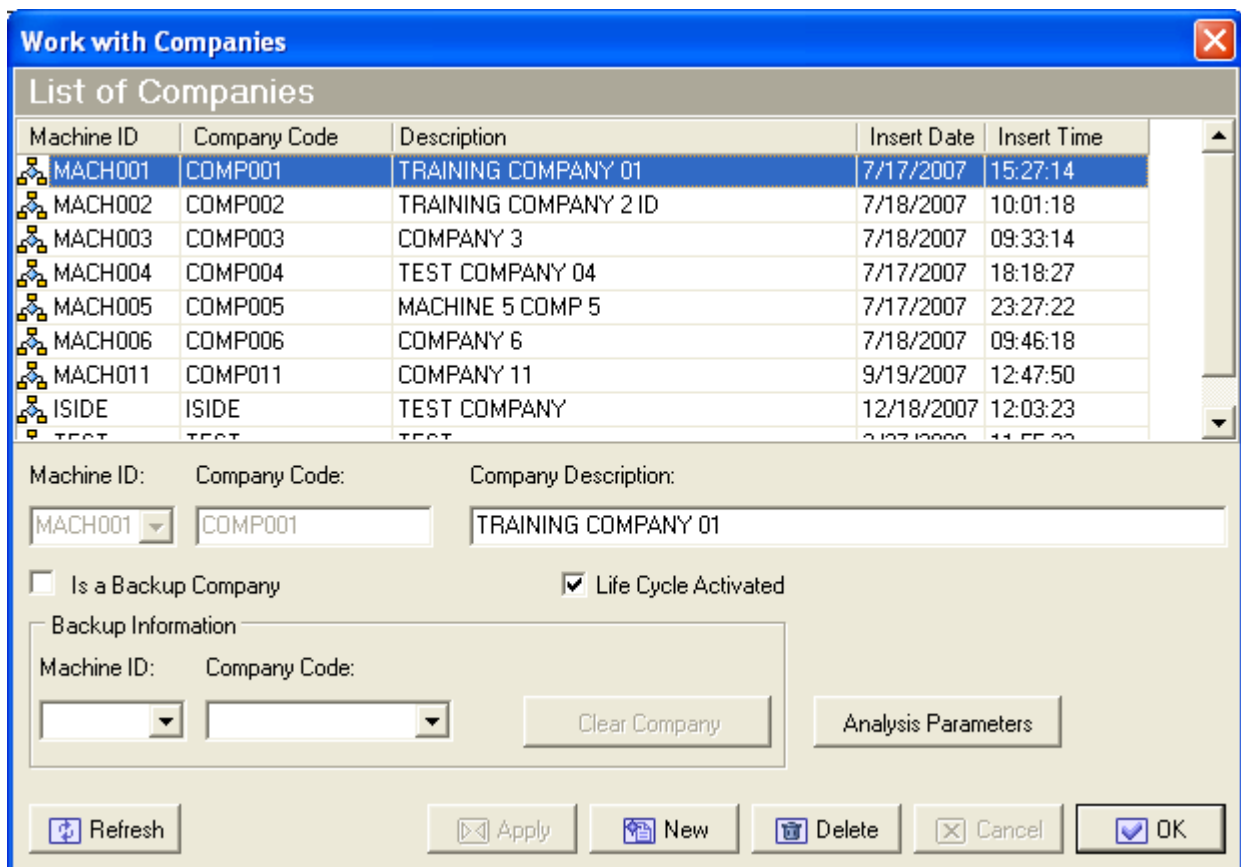 Work with Companies
List of Companies
Machine ID Company Code Description Insert Date Insert Time
MACH001 COMP001 TRAINING COMPANY 01 7/17/2007 15:27:14
MACH002 COMP002 TRAINING COMPANY 2 ID 7/18/2007 10:01:18
MACH003 COMP003 COMPANY 3 7/18/2007 09:33:14
MACH004 COMP004 TEST COMPANY 04 7/17/2007 18:18:27
MACH005 COMP005 MACHINE 5 COMP 5 7/17/2007 23:27:22
MACH006 COMP006 COMPANY 6 7/18/2007 09:46:18
MACH011 COMP011 COMPANY 11 9/19/2007 12:47:50
ISIDE ISIDE TEST COMPANY 12/18/2007 12:03:23
TEST TEST TEST
Machine ID: Company Code: Company Description:
MACH001 COMP001 TRAINING COMPANY 01
Is a Backup Company Life Cycle Activated
Backup Information
Machine ID: Company Code:
Clear Company Analysis Parameters
Refresh Apply New Delete Cancel OK